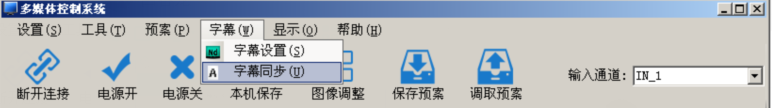 多媒体控制系统
设置(S) 工具(T) 预案(P) 字幕(W) 显示(O) 帮助(H)
Nd 字幕设置(S)
A 字幕同步(U)
断开连接 电源开 电源关 本机保存 图像调整 保存预案 调取预案 输入通道: IN_1